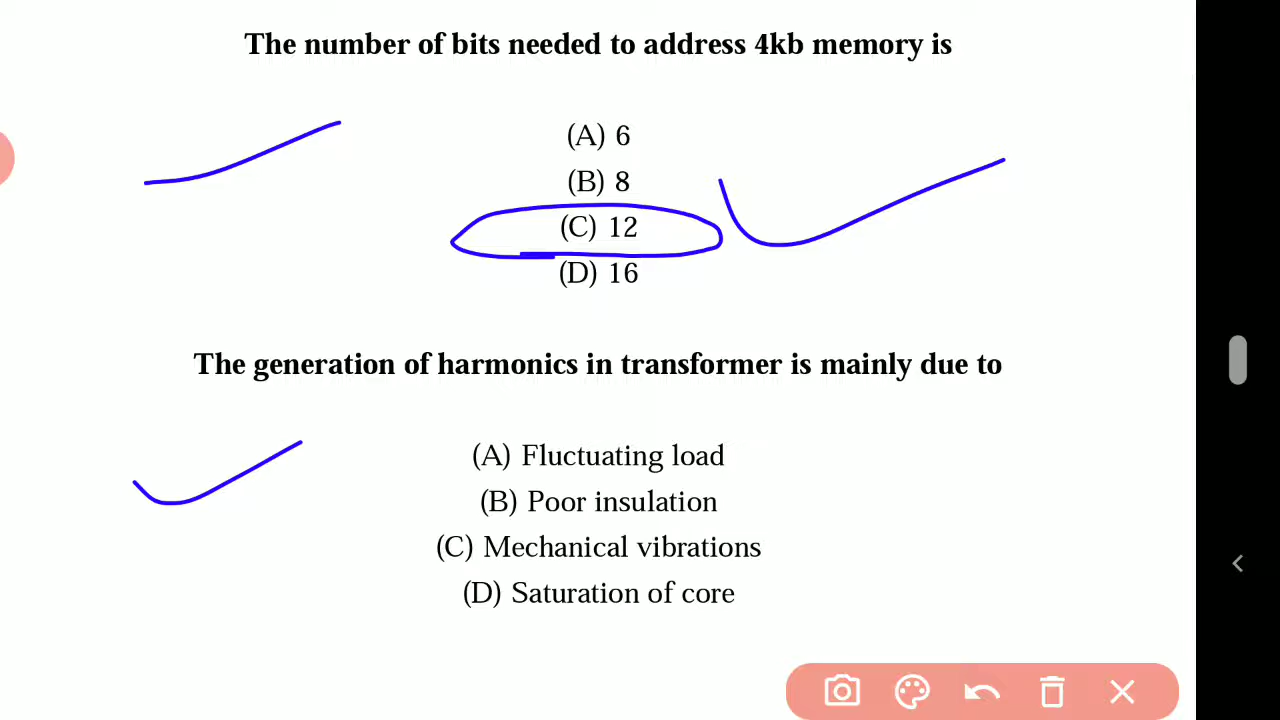 The number of bits needed to address 4kb memory is
(A) 6
(B) 8
(C) 12
(D) 16
The generation of harmonics in transformer is mainly due to
(A) Fluctuating load
(B) Poor insulation
(C) Mechanical vibrations
(D) Saturation of core